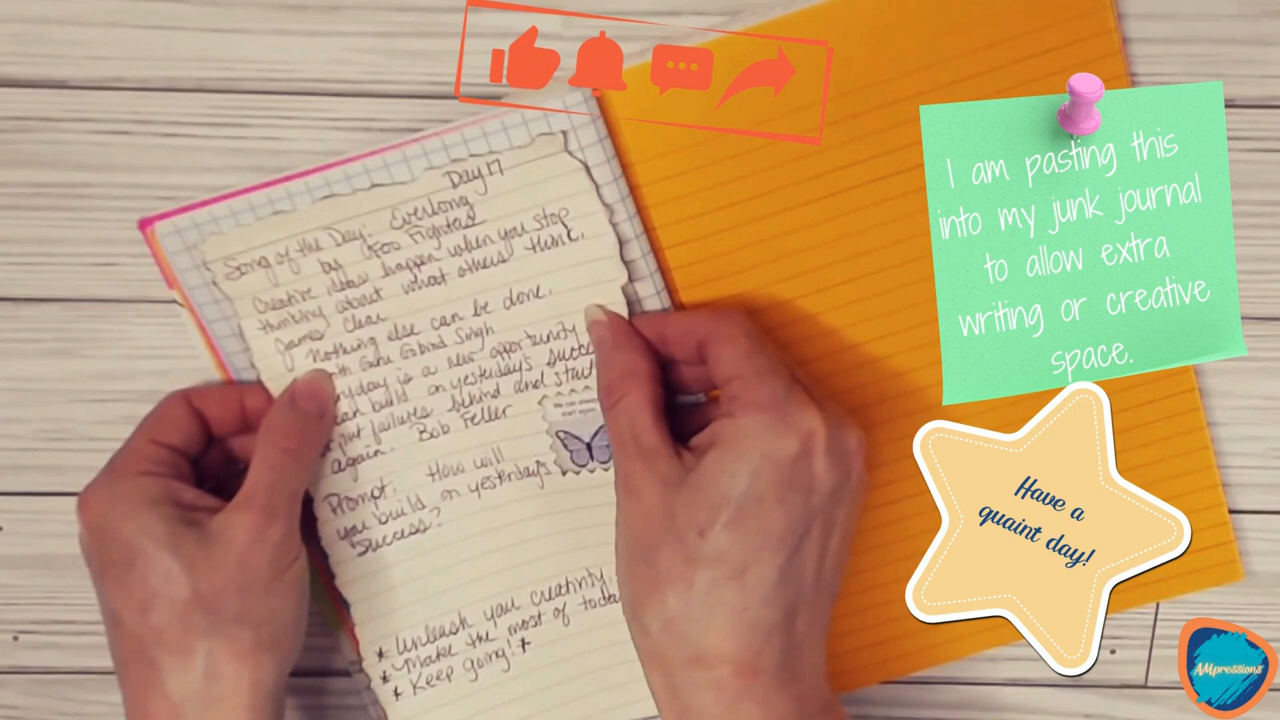 Day 17
Song of the Day: Everlong
by Foo Fighters
Creative ideas happen when you stop
thinking about what others think.
James Clear
Nothing else can be done.
Guru Gobind Singh
is a new opportunity
build on yesterday's
put failures behind and start
again. Bob Feller
start again
Prompt: How will
you build on yesterday's
success?
* Unleash you creativity.
* Make the most of
* Keep going! *
I am pasting this
into my junk journal
to allow extra
writing or creative
space.
Have a
quaint day!
AMpressions